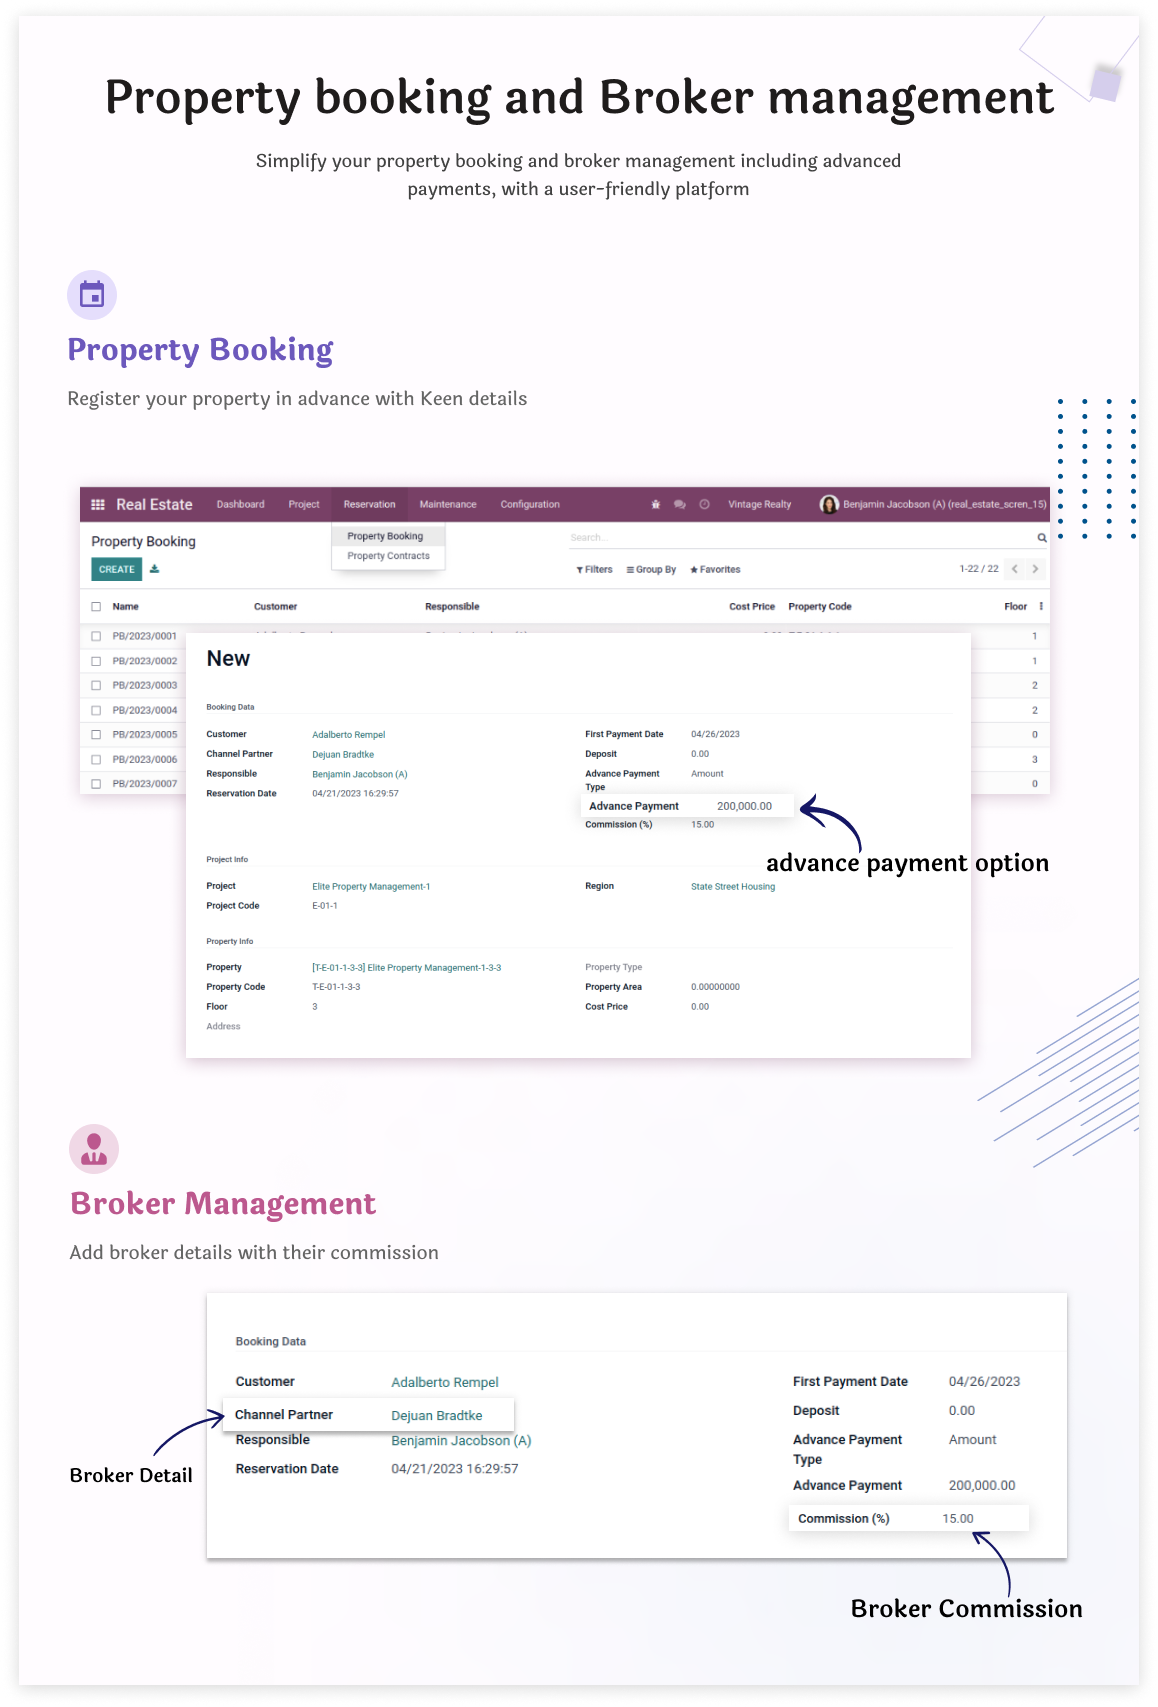 Property booking and Broker management
Simplify your property booking and broker management including advanced
payments, with a user-friendly platform
Property Booking
Register your property in advance with Keen details
Real Estate Dashboard Project Reservation Maintenance Configuration Vintage Realty Benjamin Jacobson (A) (real_estate_scren_15)
Property Booking
Property Booking Search...
Property Contracts
CREATE Filters Group By Favorites 1-22 / 22
Name Customer Responsible Cost Price Property Code Floor
PB/2023/0001 1
PB/2023/0002 1
PB/2023/0003 2
PB/2023/0004 2
PB/2023/0005 0
PB/2023/0006 3
PB/2023/0007 0
New
Booking Data
Customer Adalberto Rempel First Payment Date 04/26/2023
Channel Partner Dejuan Bradtke Deposit 0.00
Responsible Benjamin Jacobson (A) Advance Payment Amount
Type
Reservation Date 04/21/2023 16:29:57
Advance Payment 200,000.00
Commission (%) 15.00
advance payment option
Project Info
Project Elite Property Management-1 Region State Street Housing
Project Code E-01-1
Property Info
Property [T-E-01-1-3-3] Elite Property Management-1-3-3 Property Type
Property Code T-E-01-1-3-3 Property Area 0.00000000
Floor 3 Cost Price 0.00
Address
Broker Management
Add broker details with their commission
Booking Data
Customer Adalberto Rempel First Payment Date 04/26/2023
Channel Partner Dejuan Bradtke Deposit 0.00
Responsible Benjamin Jacobson (A) Advance Payment Amount
Type
Reservation Date 04/21/2023 16:29:57
Broker Detail
Advance Payment 200,000.00
Commission (%) 15.00
Broker Commission